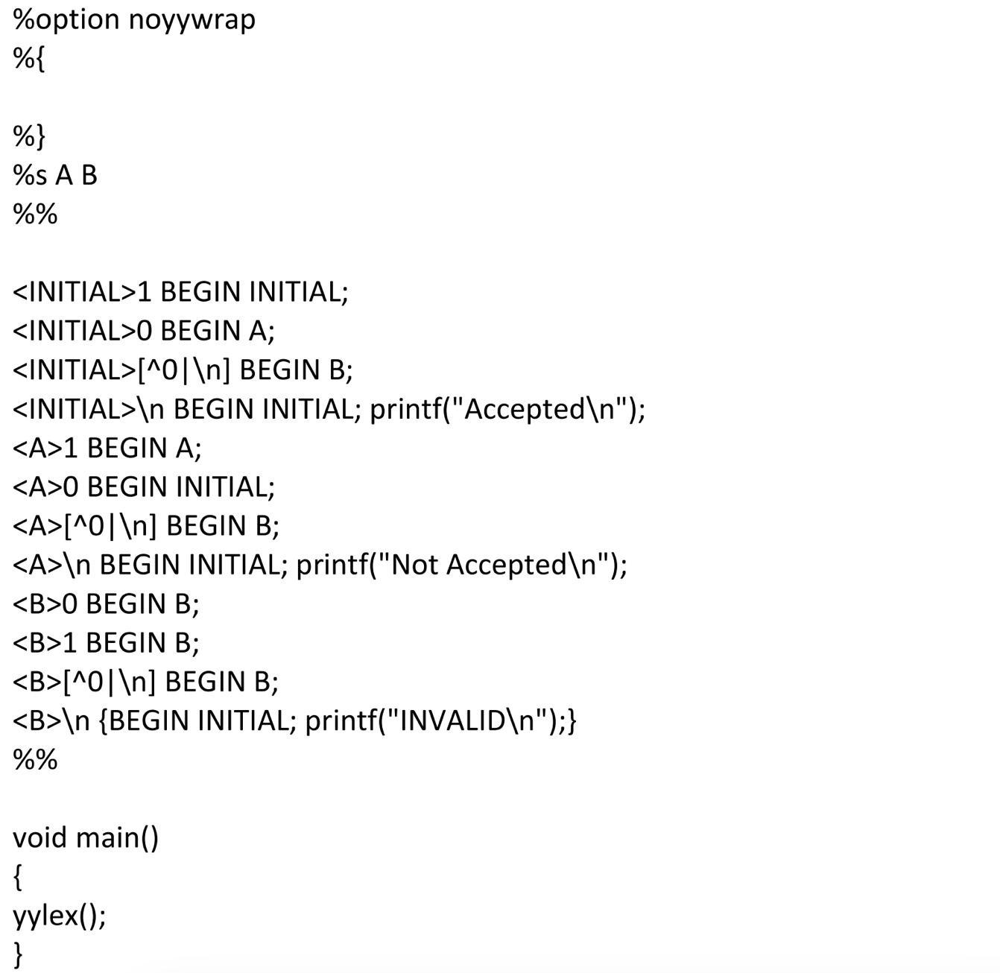 %option noyywrap
%{
%}
%s A B
%%
<INITIAL>1 BEGIN INITIAL;
<INITIAL>0 BEGIN A;
<INITIAL>[^0|\n] BEGIN B;
<INITIAL>\n BEGIN INITIAL; printf("Accepted\n");
<A>1 BEGIN A;
<A>0 BEGIN INITIAL;
<A>[^0|\n] BEGIN B;
<A>\n BEGIN INITIAL; printf("Not Accepted\n");
<B>0 BEGIN B;
<B>1 BEGIN B;
<B>[^0|\n] BEGIN B;
<B>\n {BEGIN INITIAL; printf("INVALID\n");}
%%
void main()
{
yylex();
}